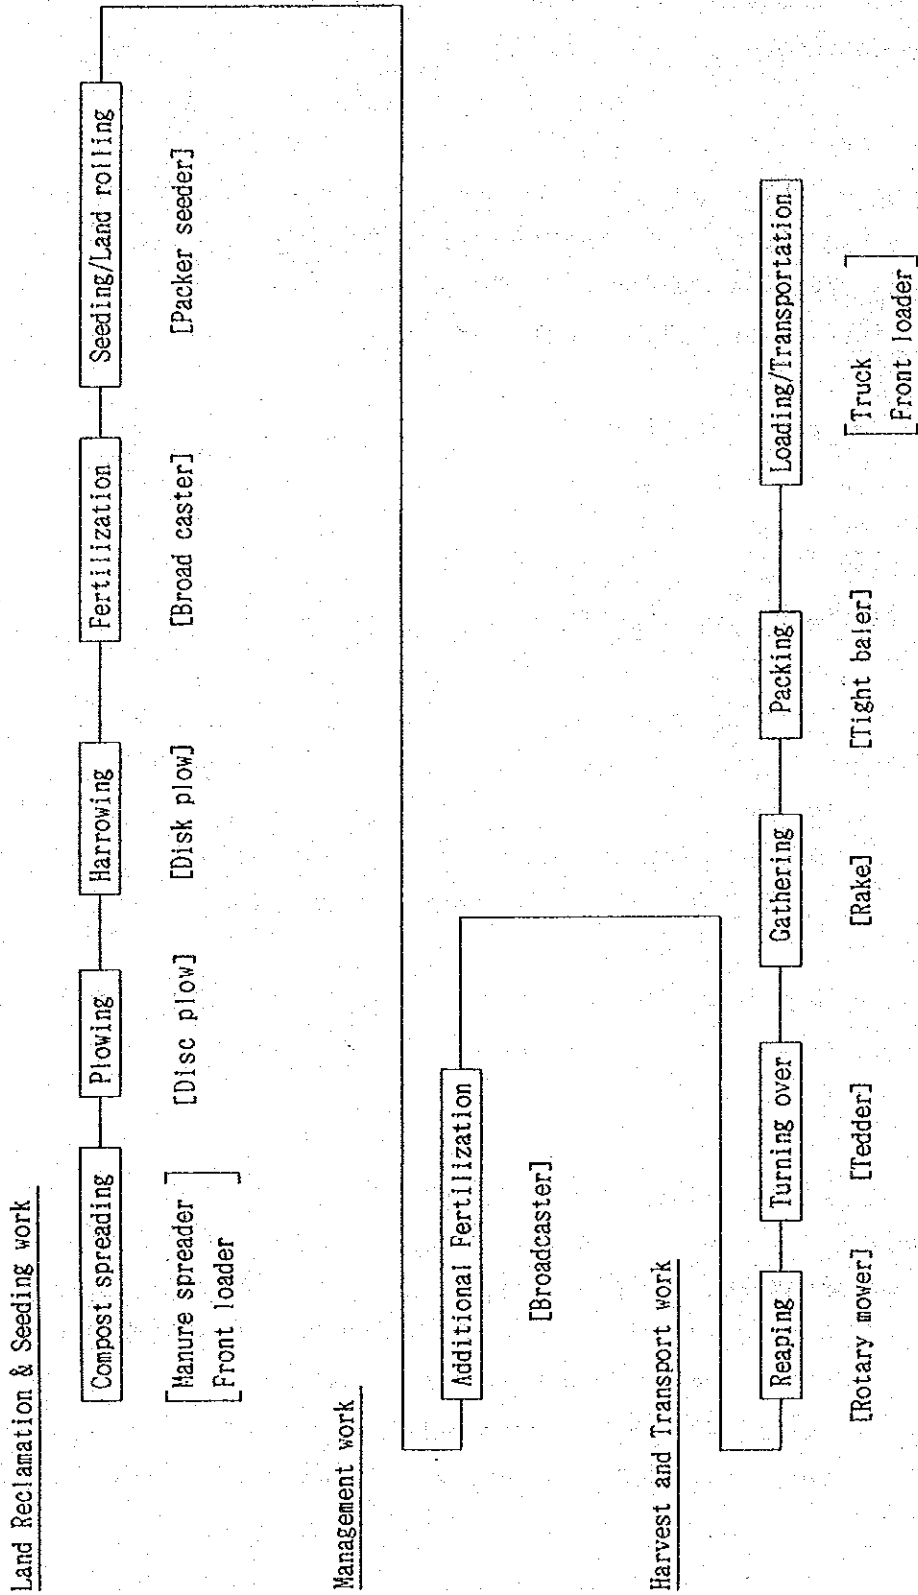 Land Reclamation & Seeding work
Compost spreading
Plowing
Harrowing
Fertilization
Seeding/Land rolling
[Manure spreader
Front loader]
[Disc plow]
[Disk plow]
[Broad caster]
[Packer seeder]
Management work
Additional Fertilization
[Broadcaster]
Harvest and Transport work
Reaping
Turning over
Gathering
Packing
Loading/Transportation
[Rotary mower]
[Tedder]
[Rake]
[Tight baler]
[Truck
Front loader]